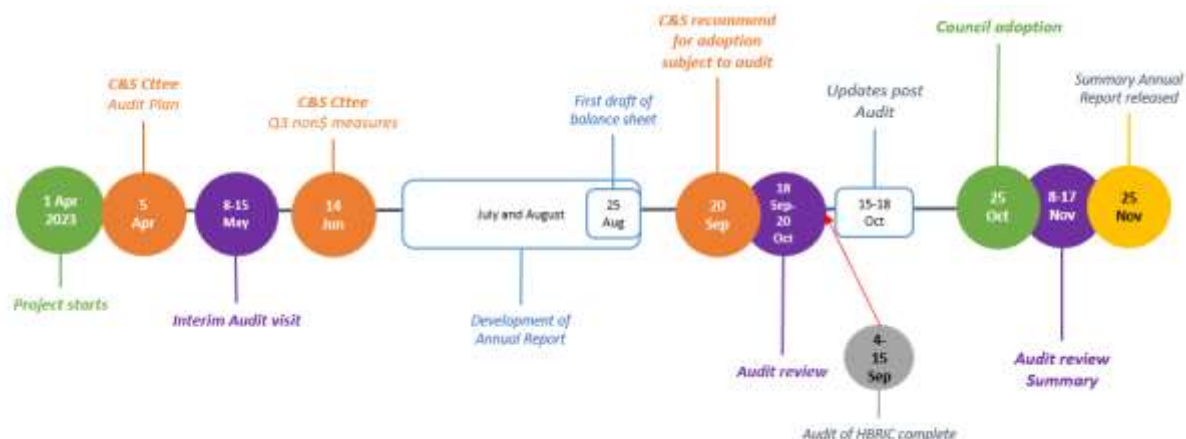 C&S recommend
for adoption
subject to audit
Council adoption
C&S Cttee
Audit Plan
C&S Cttee
Q3 non$ measures
First draft of
balance sheet
Updates post
Audit
Summary Annual
Report released
1 Apr
2023
5
Apr
8-15
May
14
Jun
July and August
25
Aug
20
Sep
18
Sep-
20
Oct
15-18
Oct
25
Oct
8-17
Nov
25
Nov
Project starts
Interim Audit visit
Development of
Annual Report
Audit review
4-
15
Sep
Audit review
Summary
Audit of HBRIC complete